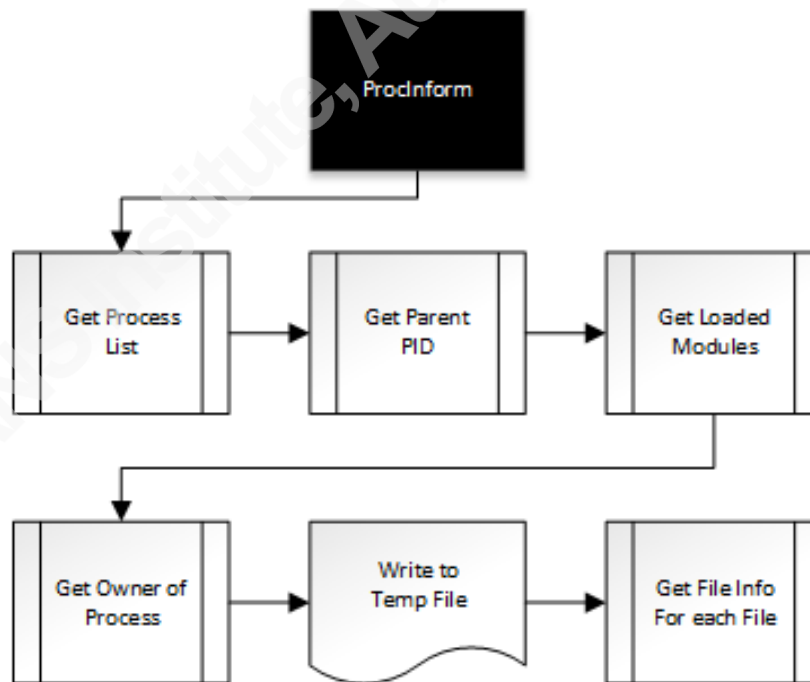 ProcInform
Get Process
List
Get Parent
PID
Get Loaded
Modules
Get Owner of
Process
Write to
Temp File
Get File Info
For each File